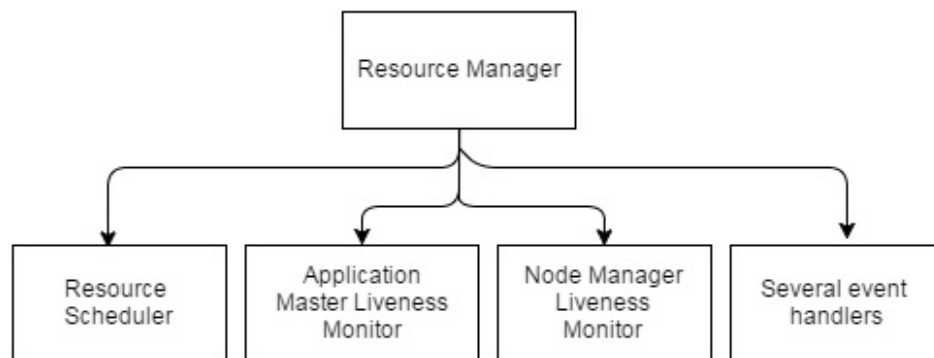 Resource Manager
Resource
Scheduler
Application
Master Liveness
Monitor
Node Manager
Liveness
Monitor
Several event
handlers